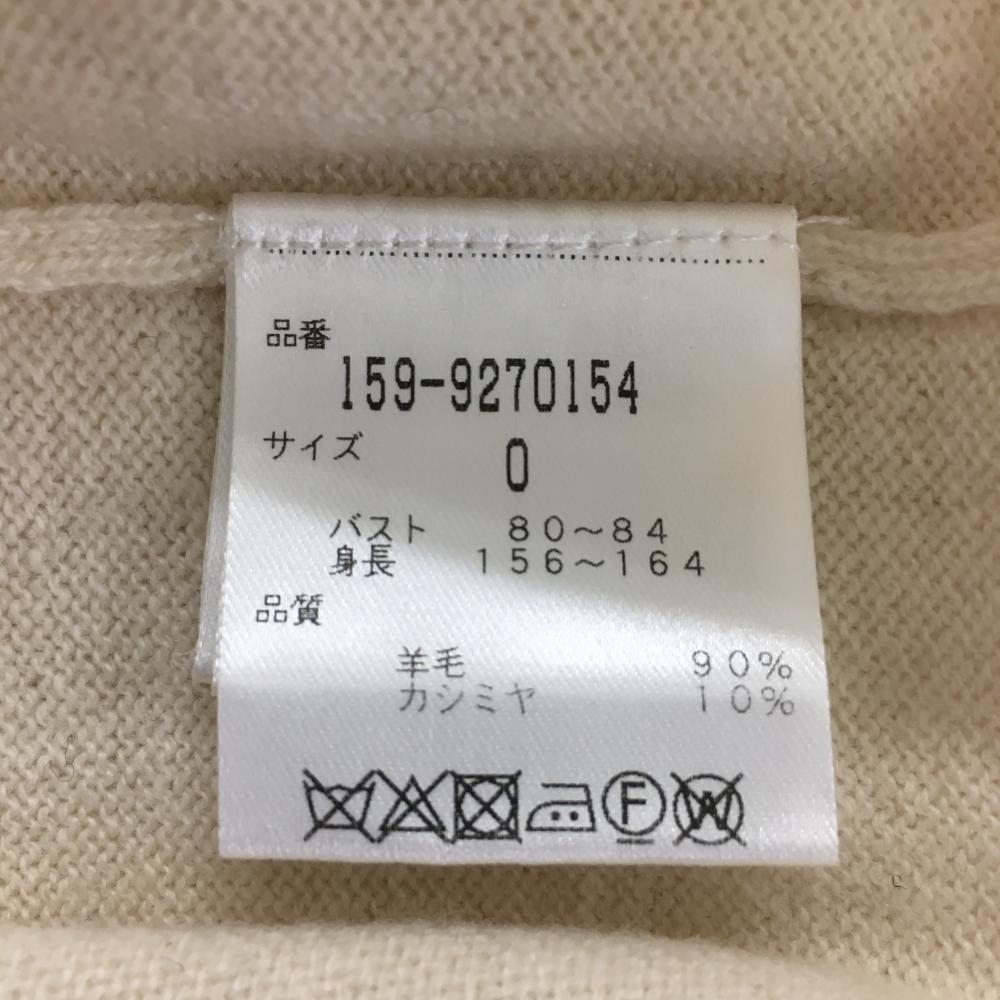 品番
159-9270154
サイズ 0
バスト 80〜84
身長 156〜164
品質
羊毛 90%
カシミヤ 10%
F W